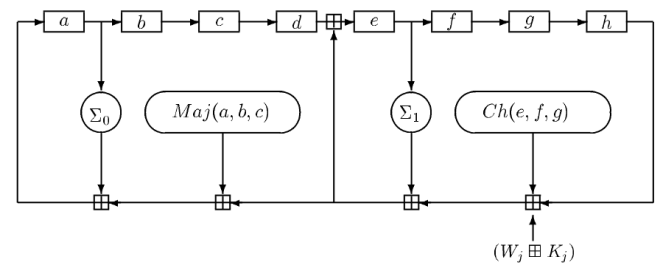 a b c d ⊞ e f g h
Σ₀ Maj(a, b, c) Σ₁ Ch(e, f, g)
⊞ ⊞ ⊞ ⊞
(Wⱼ ⊞ Kⱼ)